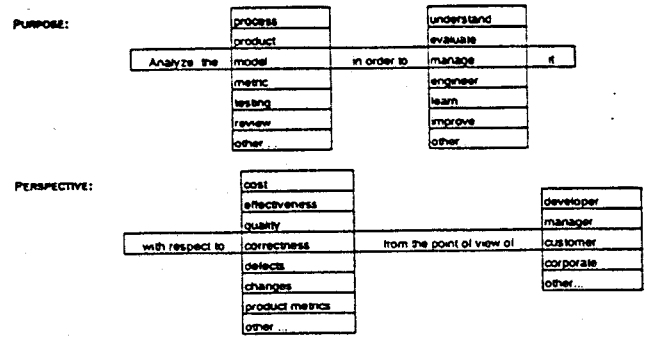 PURPOSE:
process
product
Analyze the model in order to manage it
metric
testing
review
other ...
understand
evaluate
engineer
learn
improve
other
PERSPECTIVE:
cost
effectiveness
quality
with respect to correctness from the point of view of customer
defects
changes
product metrics
other ...
developer
manager
corporate
other...